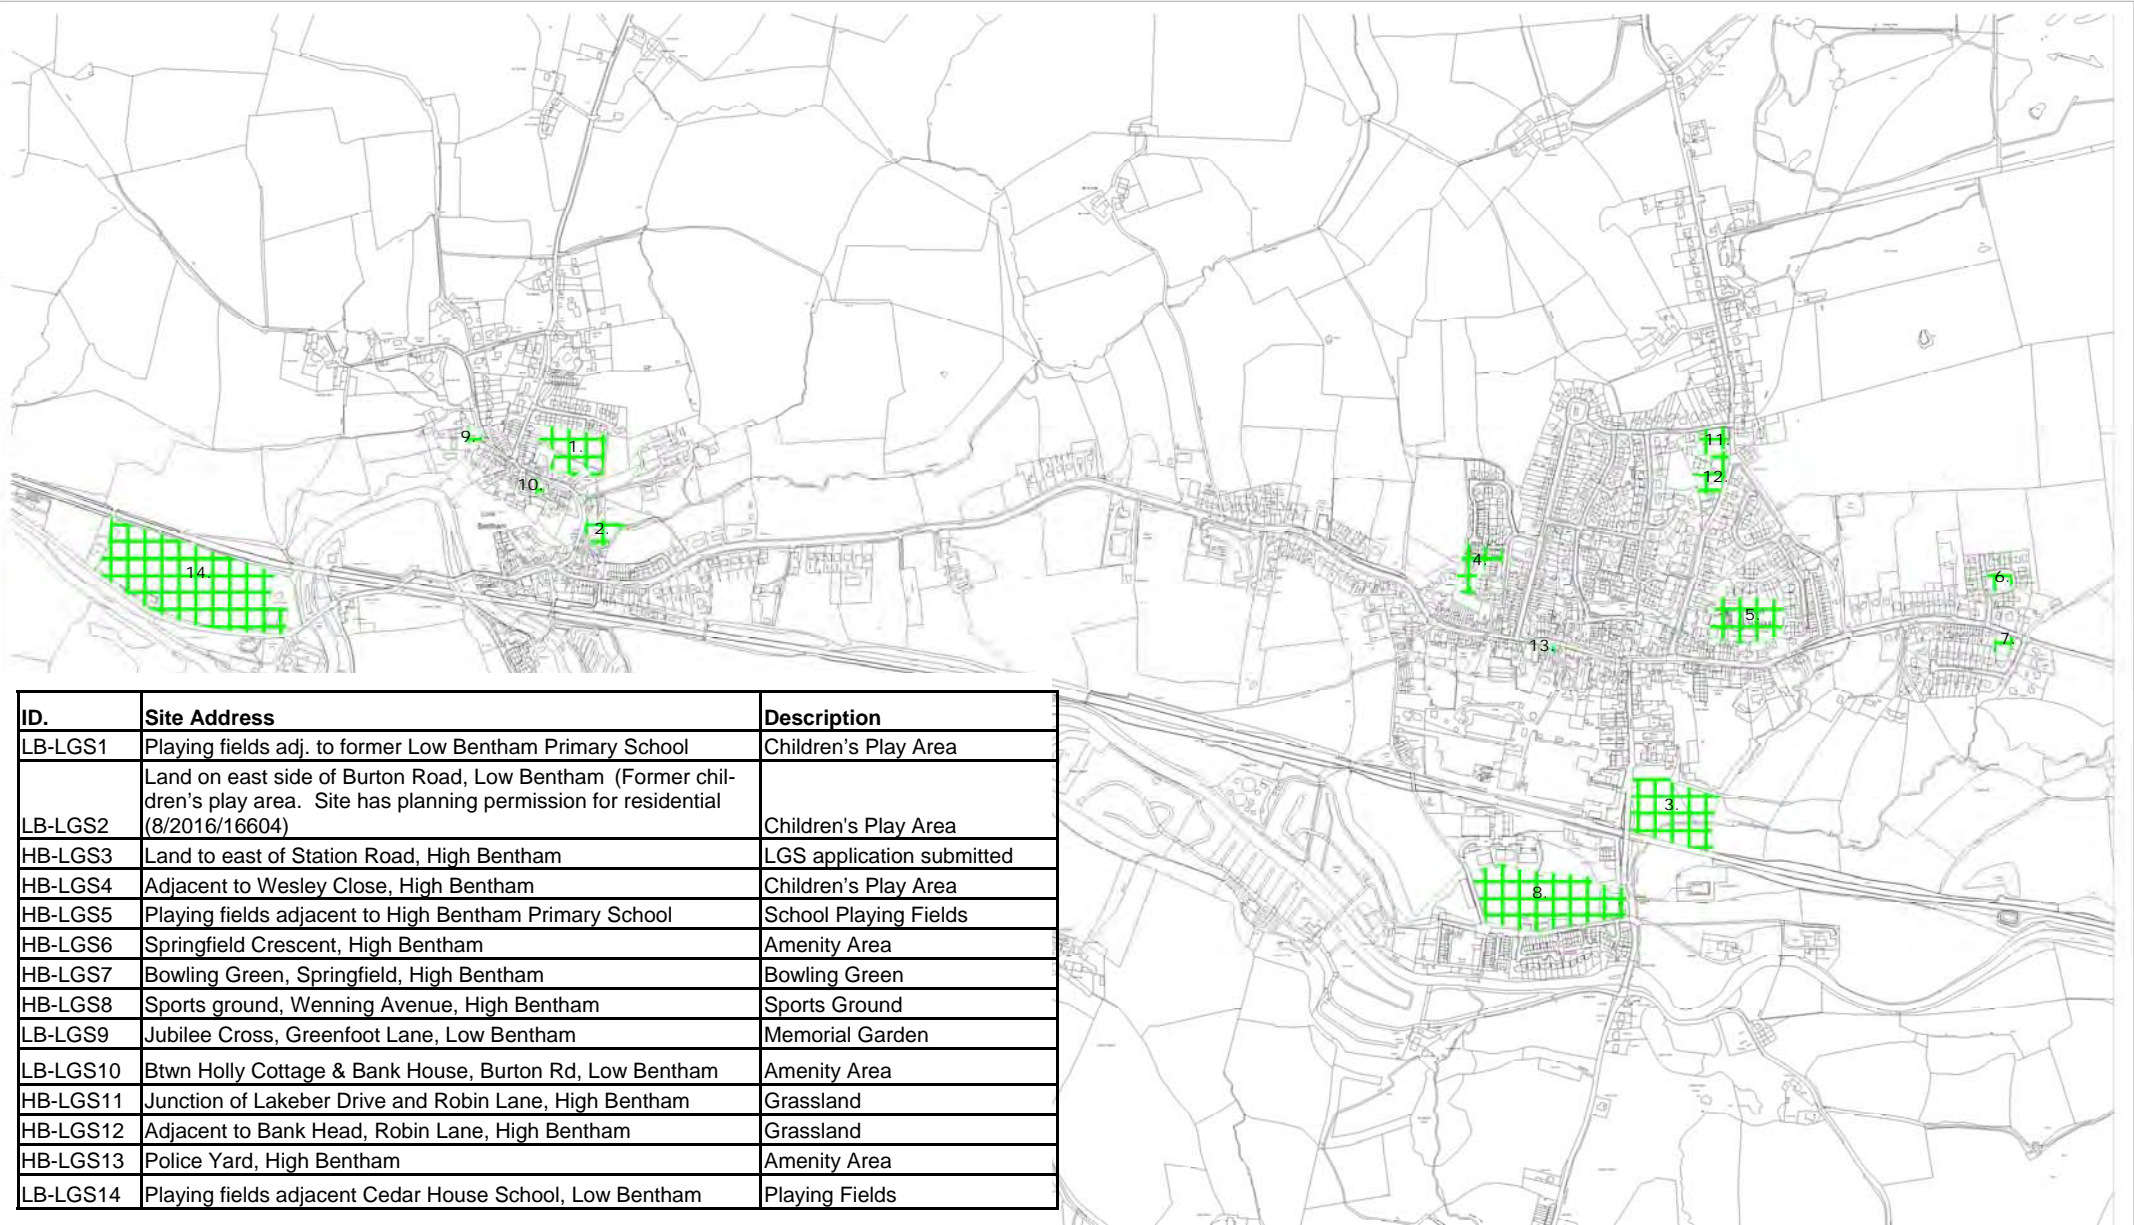 9.
1.
10.
2.
Low
Bentham
14.
11.
12.
4.
6.
5.
7.
13.
3.
8.
ID. Site Address Description
LB-LGS1 Playing fields adj. to former Low Bentham Primary School Children’s Play Area
Land on east side of Burton Road, Low Bentham (Former chil-
dren’s play area. Site has planning permission for residential
LB-LGS2 (8/2016/16604) Children's Play Area
HB-LGS3 Land to east of Station Road, High Bentham LGS application submitted
HB-LGS4 Adjacent to Wesley Close, High Bentham Children’s Play Area
HB-LGS5 Playing fields adjacent to High Bentham Primary School School Playing Fields
HB-LGS6 Springfield Crescent, High Bentham Amenity Area
HB-LGS7 Bowling Green, Springfield, High Bentham Bowling Green
HB-LGS8 Sports ground, Wenning Avenue, High Bentham Sports Ground
LB-LGS9 Jubilee Cross, Greenfoot Lane, Low Bentham Memorial Garden
LB-LGS10 Btwn Holly Cottage & Bank House, Burton Rd, Low Bentham Amenity Area
HB-LGS11 Junction of Lakeber Drive and Robin Lane, High Bentham Grassland
HB-LGS12 Adjacent to Bank Head, Robin Lane, High Bentham Grassland
HB-LGS13 Police Yard, High Bentham Amenity Area
LB-LGS14 Playing fields adjacent Cedar House School, Low Bentham Playing Fields